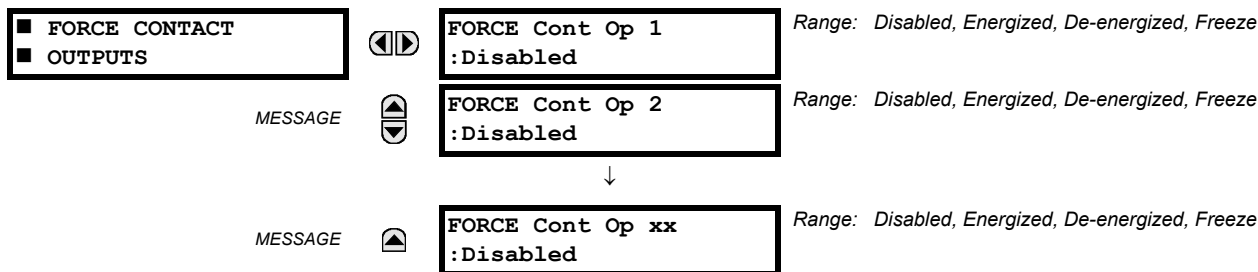 ■ FORCE CONTACT
■ OUTPUTS
FORCE Cont Op 1
:Disabled
Range: Disabled, Energized, De-energized, Freeze
MESSAGE
FORCE Cont Op 2
:Disabled
Range: Disabled, Energized, De-energized, Freeze
↓
MESSAGE
FORCE Cont Op xx
:Disabled
Range: Disabled, Energized, De-energized, Freeze